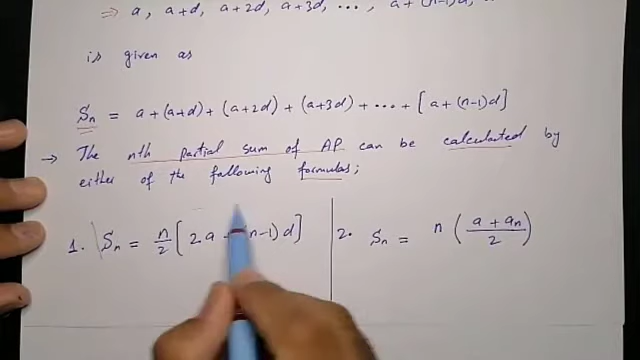 ⇒ a, a+d, a+2d, a+3d, ..., a+(n-1)d,
is given as
Sn = a+(a+d)+(a+2d)+(a+3d)+...+[a+(n-1)d]
→ The nth partial sum of AP can be calculated by
either of the following formulas;
1. Sn = n/2 [2a + (n-1)d]
2. Sn = n ( (a+an)/2 )